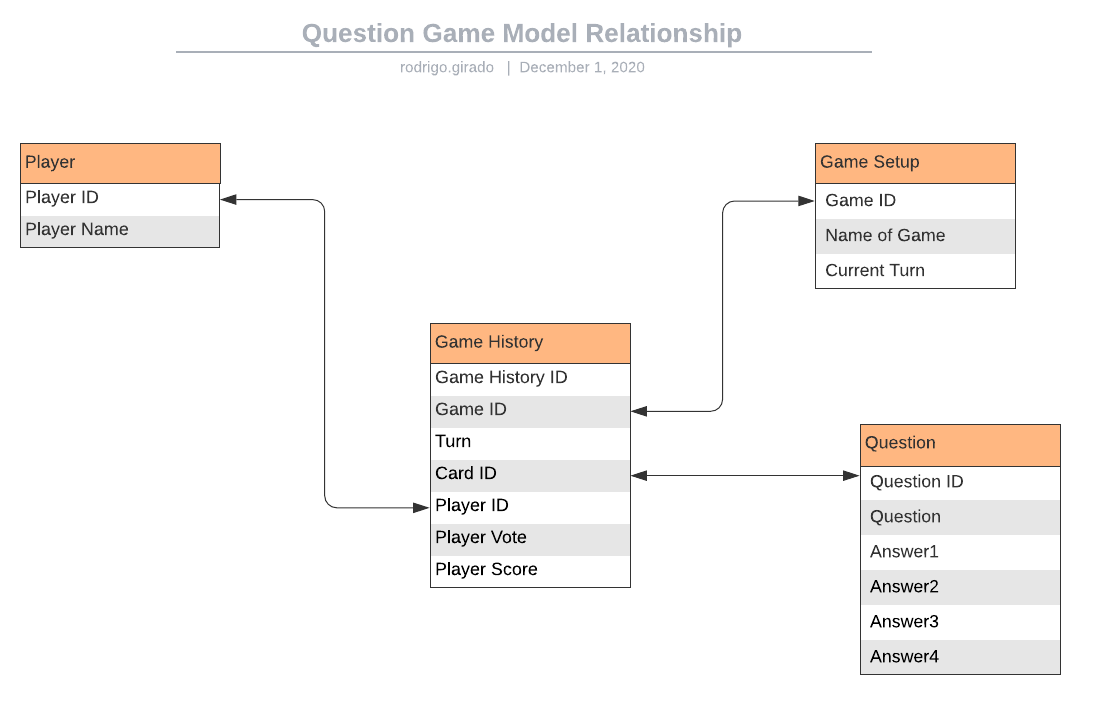 Question Game Model Relationship
rodrigo.girado | December 1, 2020
Player
Player ID
Player Name
Game Setup
Game ID
Name of Game
Current Turn
Game History
Game History ID
Game ID
Turn
Card ID
Player ID
Player Vote
Player Score
Question
Question ID
Question
Answer1
Answer2
Answer3
Answer4